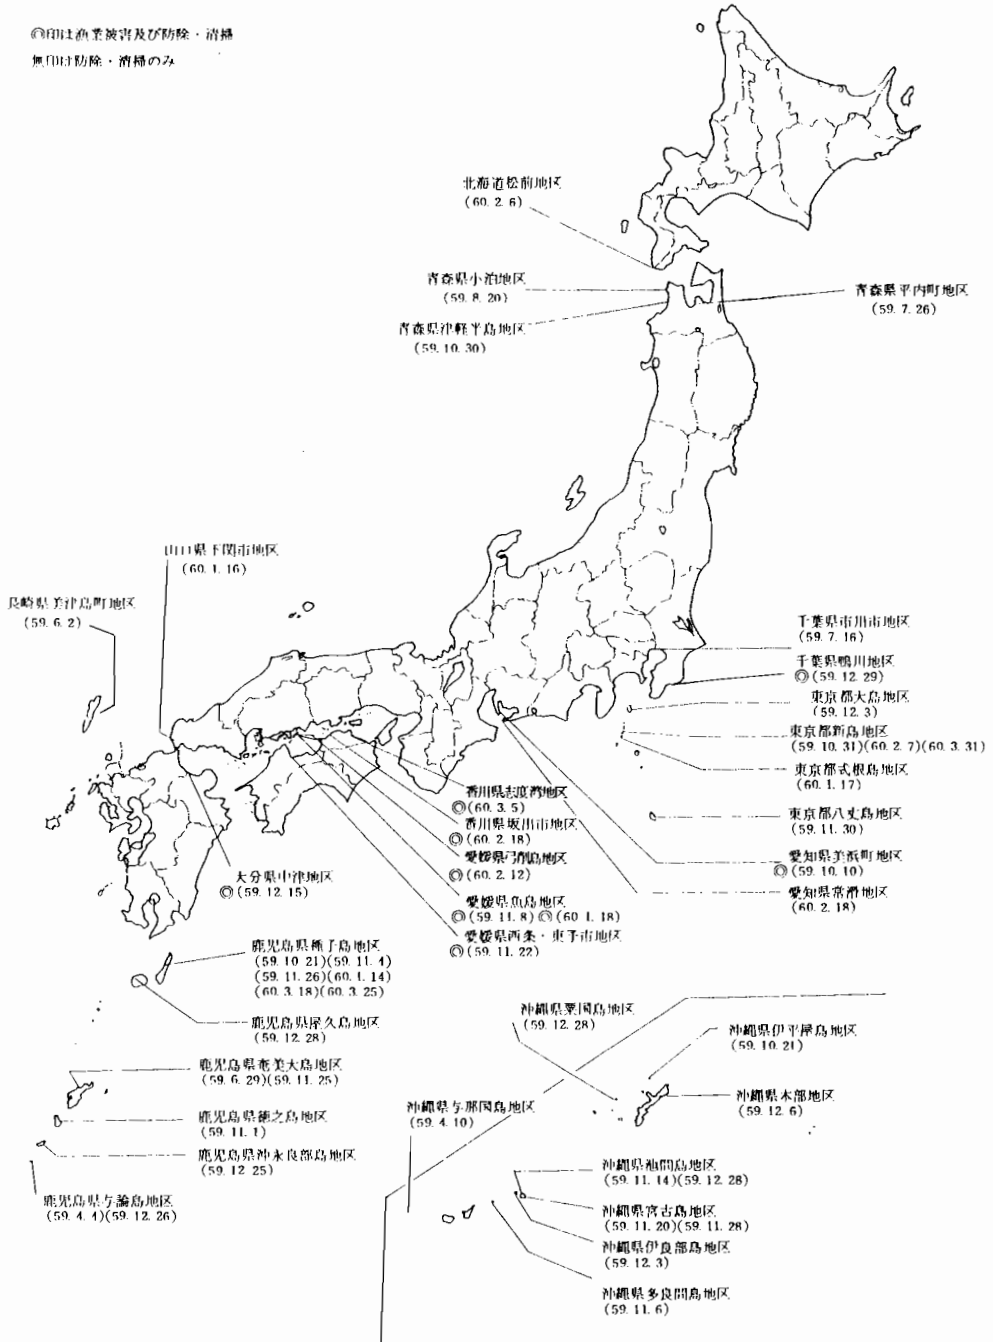 ◎印は漁業被害及び防除・清掃
無印は防除・清掃のみ
北海道松前地区
(60. 2. 6)
青森県小泊地区
(59. 8. 20)
青森県平内町地区
(59. 7. 26)
青森県津軽半島地区
(59. 10. 30)
山口県下関市地区
(60. 1. 16)
長崎県美津島町地区
(59. 6. 2)
千葉県市川市地区
(59. 7. 16)
千葉県鴨川地区
◎(59. 12. 29)
東京都大島地区
(59. 12. 3)
東京都新島地区
(59. 10. 31)(60. 2. 7)(60. 3. 31)
東京都式根島地区
(60. 1. 17)
東京都八丈島地区
(59. 11. 30)
愛知県美浜町地区
◎(59. 10. 10)
愛知県常滑地区
(60. 2. 18)
香川県志度湾地区
◎(60. 3. 5)
香川県坂出市地区
◎(60. 2. 18)
愛媛県弓削島地区
◎(60. 2. 12)
愛媛県魚島地区
◎(59. 11. 8)◎(60. 1. 18)
愛媛県西条・東予市地区
◎(59. 11. 22)
大分県中津地区
◎(59. 12. 15)
鹿児島県種子島地区
(59. 10. 21)(59. 11. 4)
(59. 11. 26)(60. 1. 14)
(60. 3. 18)(60. 3. 25)
鹿児島県屋久島地区
(59. 12. 28)
鹿児島県奄美大島地区
(59. 6. 29)(59. 11. 25)
鹿児島県徳之島地区
(59. 11. 1)
鹿児島県沖永良部島地区
(59. 12. 25)
鹿児島県与論島地区
(59. 4. 4)(59. 12. 26)
沖縄県粟国島地区
(59. 12. 28)
沖縄県伊平屋島地区
(59. 10. 21)
沖縄県本部地区
(59. 12. 6)
沖縄県与那国島地区
(59. 4. 10)
沖縄県池間島地区
(59. 11. 14)(59. 12. 28)
沖縄県宮古島地区
(59. 11. 20)(59. 11. 28)
沖縄県伊良部島地区
(59. 12. 3)
沖縄県多良間島地区
(59. 11. 6)